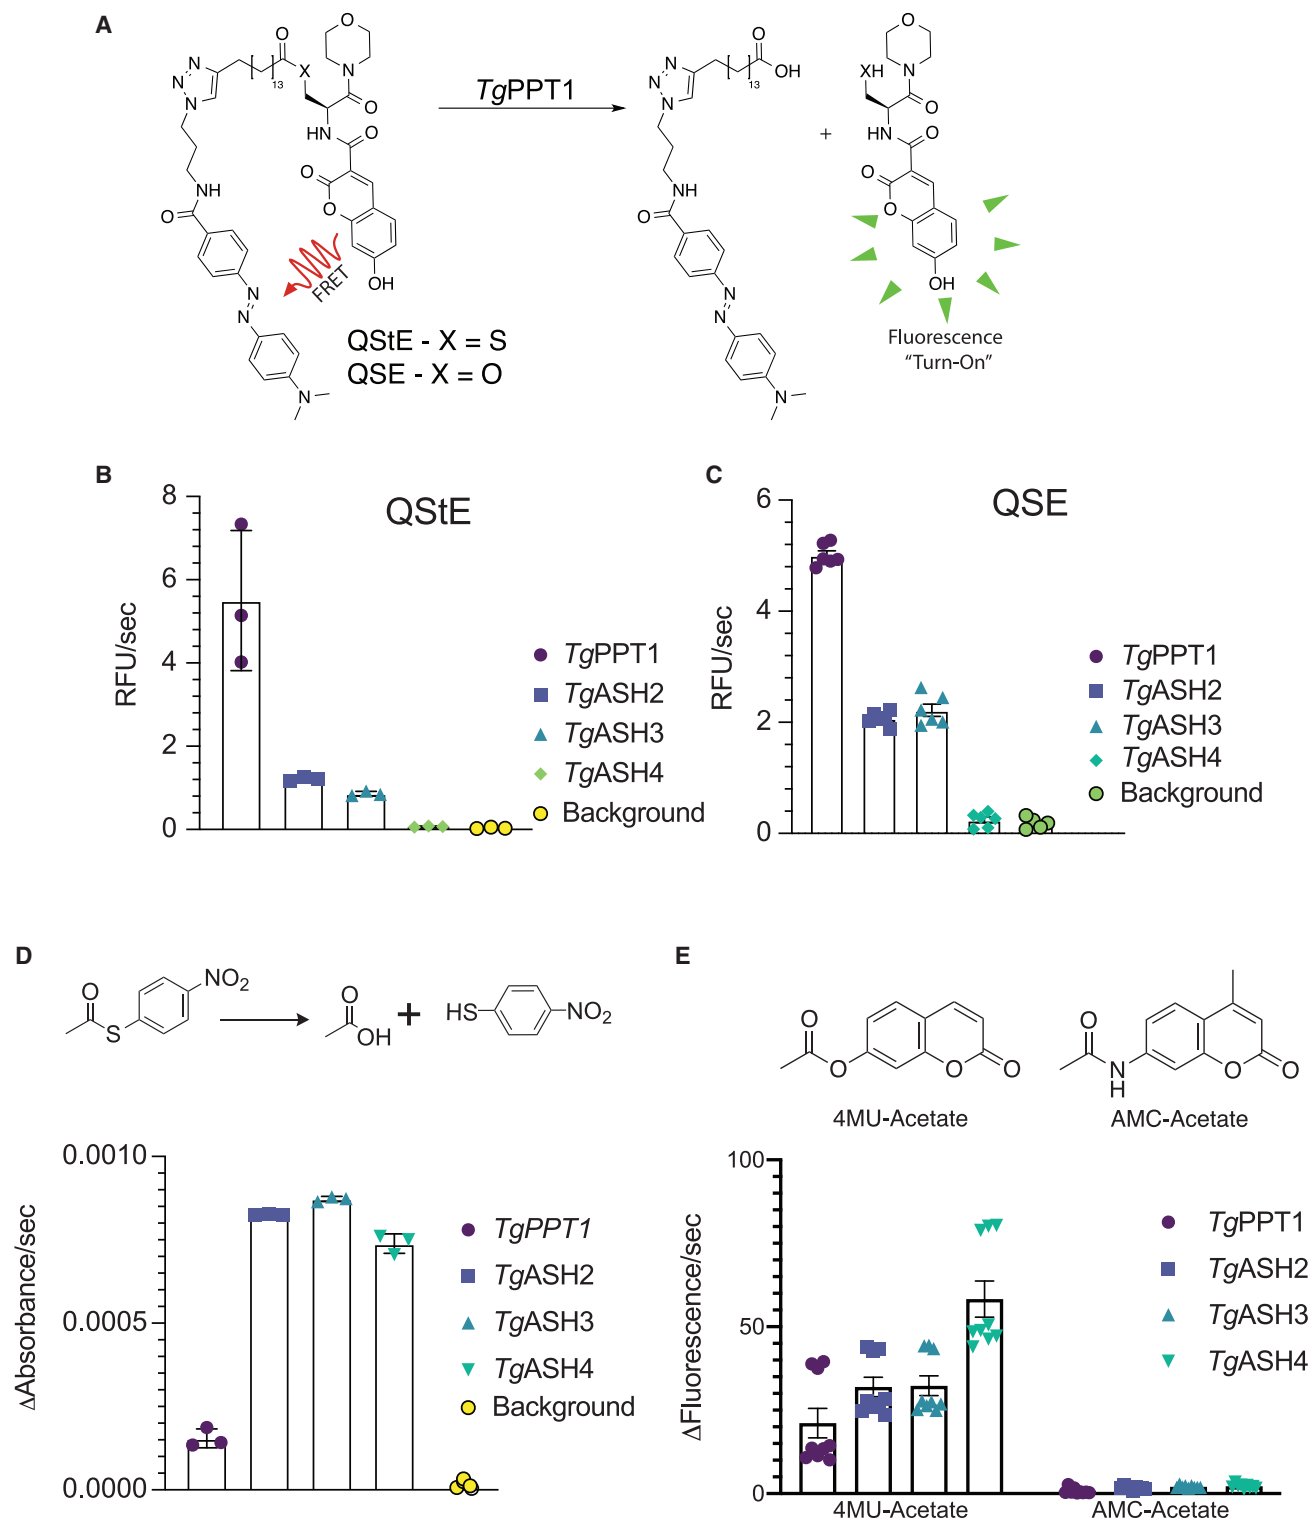 A
O
N
N
N
13
O
X
O
N
O
HN
O
O
O
OH
NH
O
N
N
N
FRET
QStE - X = S
QSE - X = O
TgPPT1
N
N
N
13
O
OH
NH
O
N
N
N
+
O
XH
N
O
HN
O
O
O
OH
Fluorescence
“Turn-On”
B
QStE
RFU/sec
8
6
4
2
0
TgPPT1
TgASH2
TgASH3
TgASH4
Background
C
QSE
RFU/sec
6
4
2
0
TgPPT1
TgASH2
TgASH3
TgASH4
Background
D
O
S
NO2
O
OH
+
HS
NO2
ΔAbsorbance/sec
0.0010
0.0005
0.0000
TgPPT1
TgASH2
TgASH3
TgASH4
Background
E
O
O
O
O
4MU-Acetate
O
N
H
O
O
AMC-Acetate
ΔFluorescence/sec
100
50
0
4MU-Acetate
AMC-Acetate
TgPPT1
TgASH2
TgASH3
TgASH4